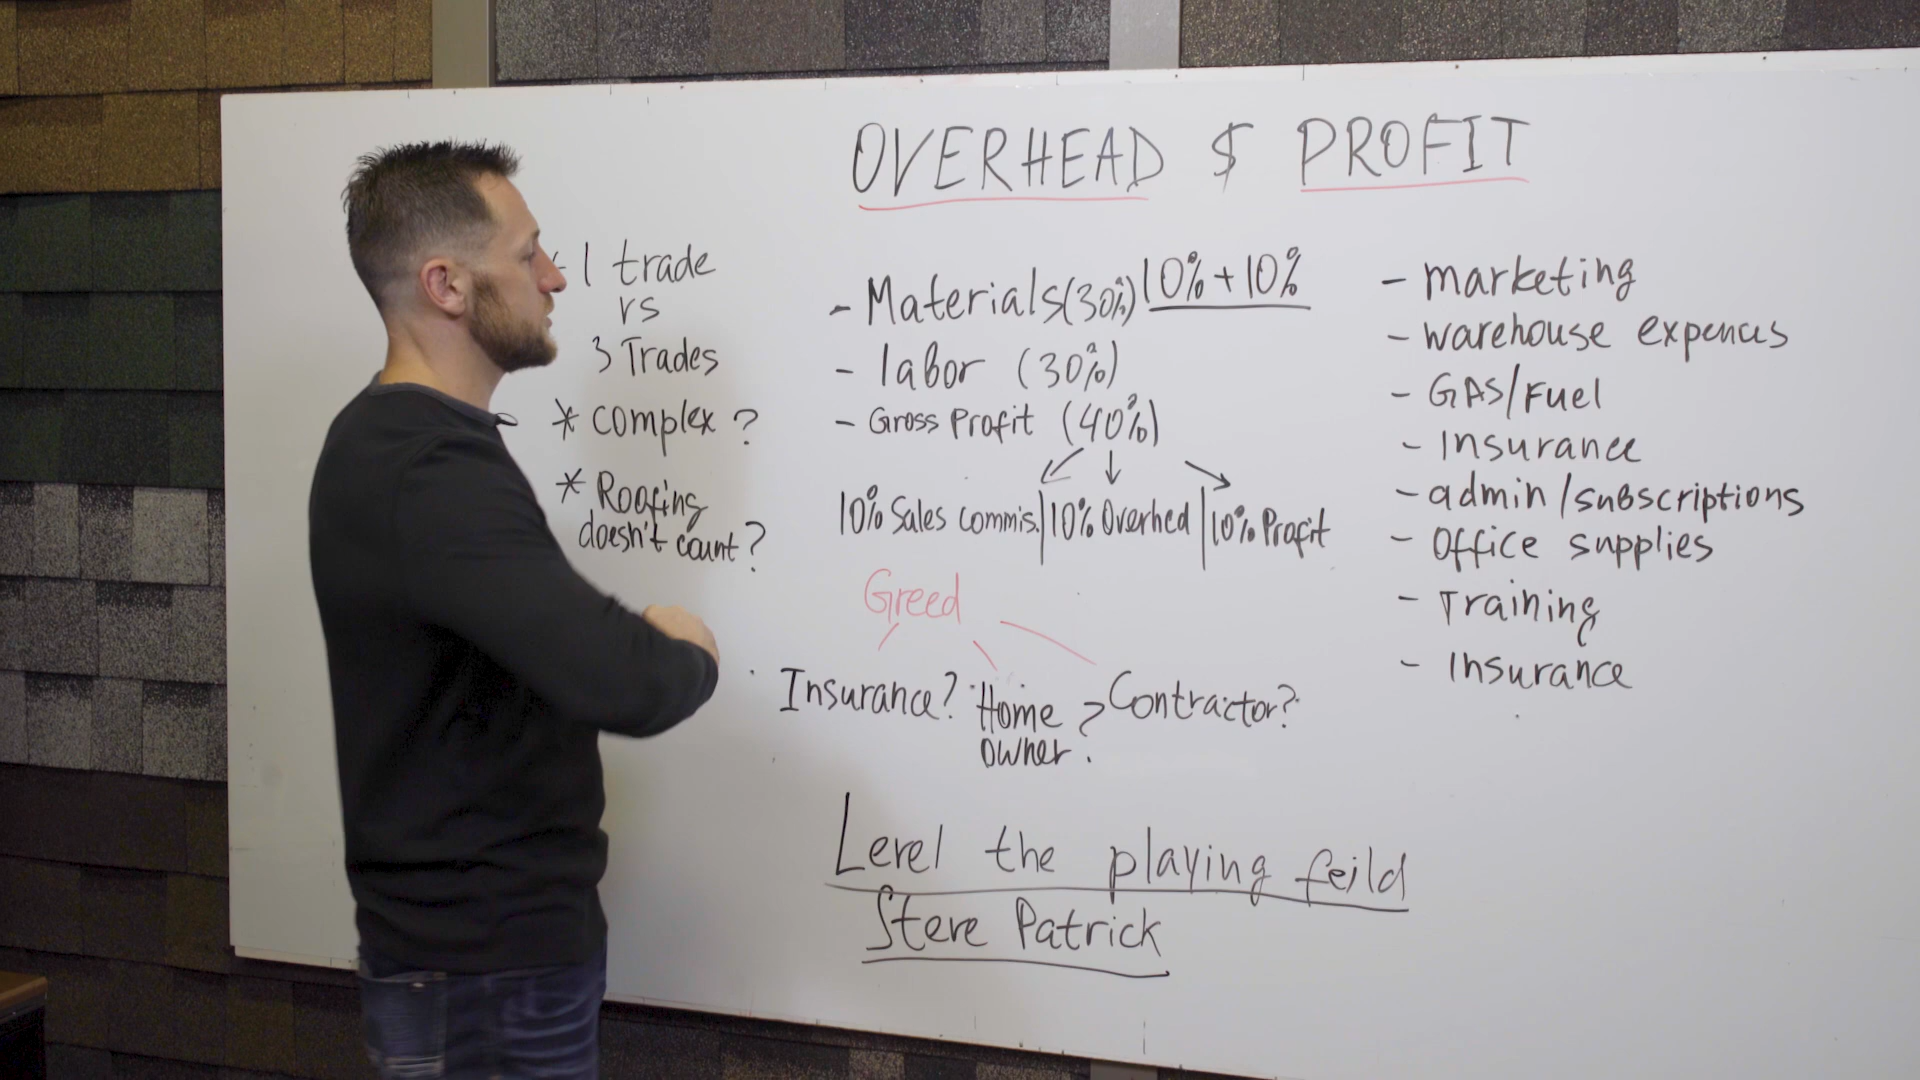 OVERHEAD $ PROFIT
- 1 trade
vs
3 Trades
* complex?
* Roofing
doesn't count?
- Materials (30%) 10% + 10%
- labor (30%)
- Gross Profit (40%)
10% Sales commis. | 10% Overhed | 10% Profit
Greed
Insurance? Home owner? Contractor?
Level the playing feild
Steve Patrick
- marketing
- warehouse expences
- GAS/Fuel
- Insurance
- admin/subscriptions
- Office supplies
- Training
- Insurance